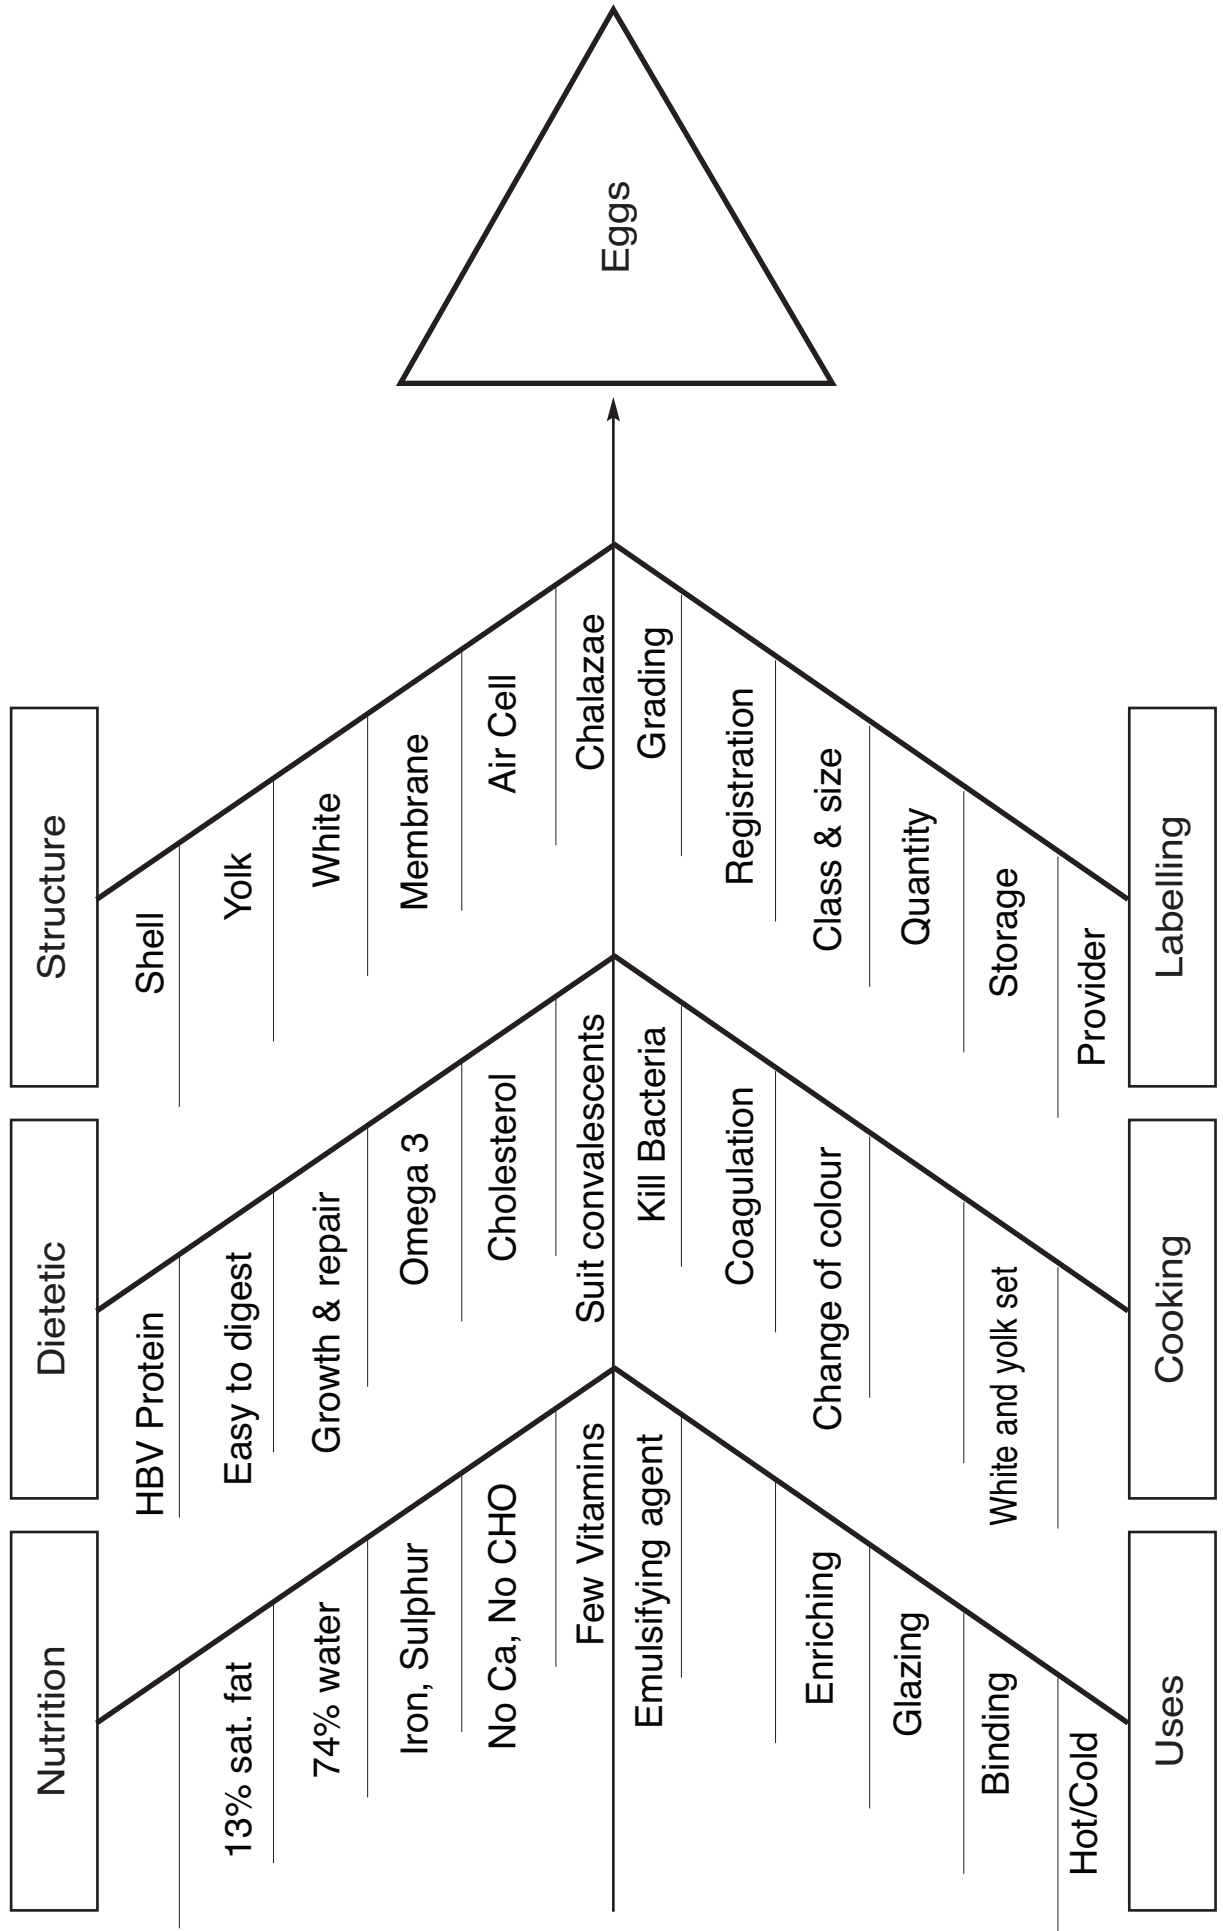 Nutrition
13% sat. fat
74% water
Iron, Sulphur
No Ca, No CHO
Few Vitamins
Dietetic
HBV Protein
Easy to digest
Growth & repair
Omega 3
Cholesterol
Suit convalescents
Structure
Shell
Yolk
White
Membrane
Air Cell
Chalazae
Eggs
Emulsifying agent
Enriching
Glazing
Binding
Hot/Cold
Uses
Kill Bacteria
Coagulation
Change of colour
White and yolk set
Cooking
Grading
Registration
Class & size
Quantity
Storage
Provider
Labelling